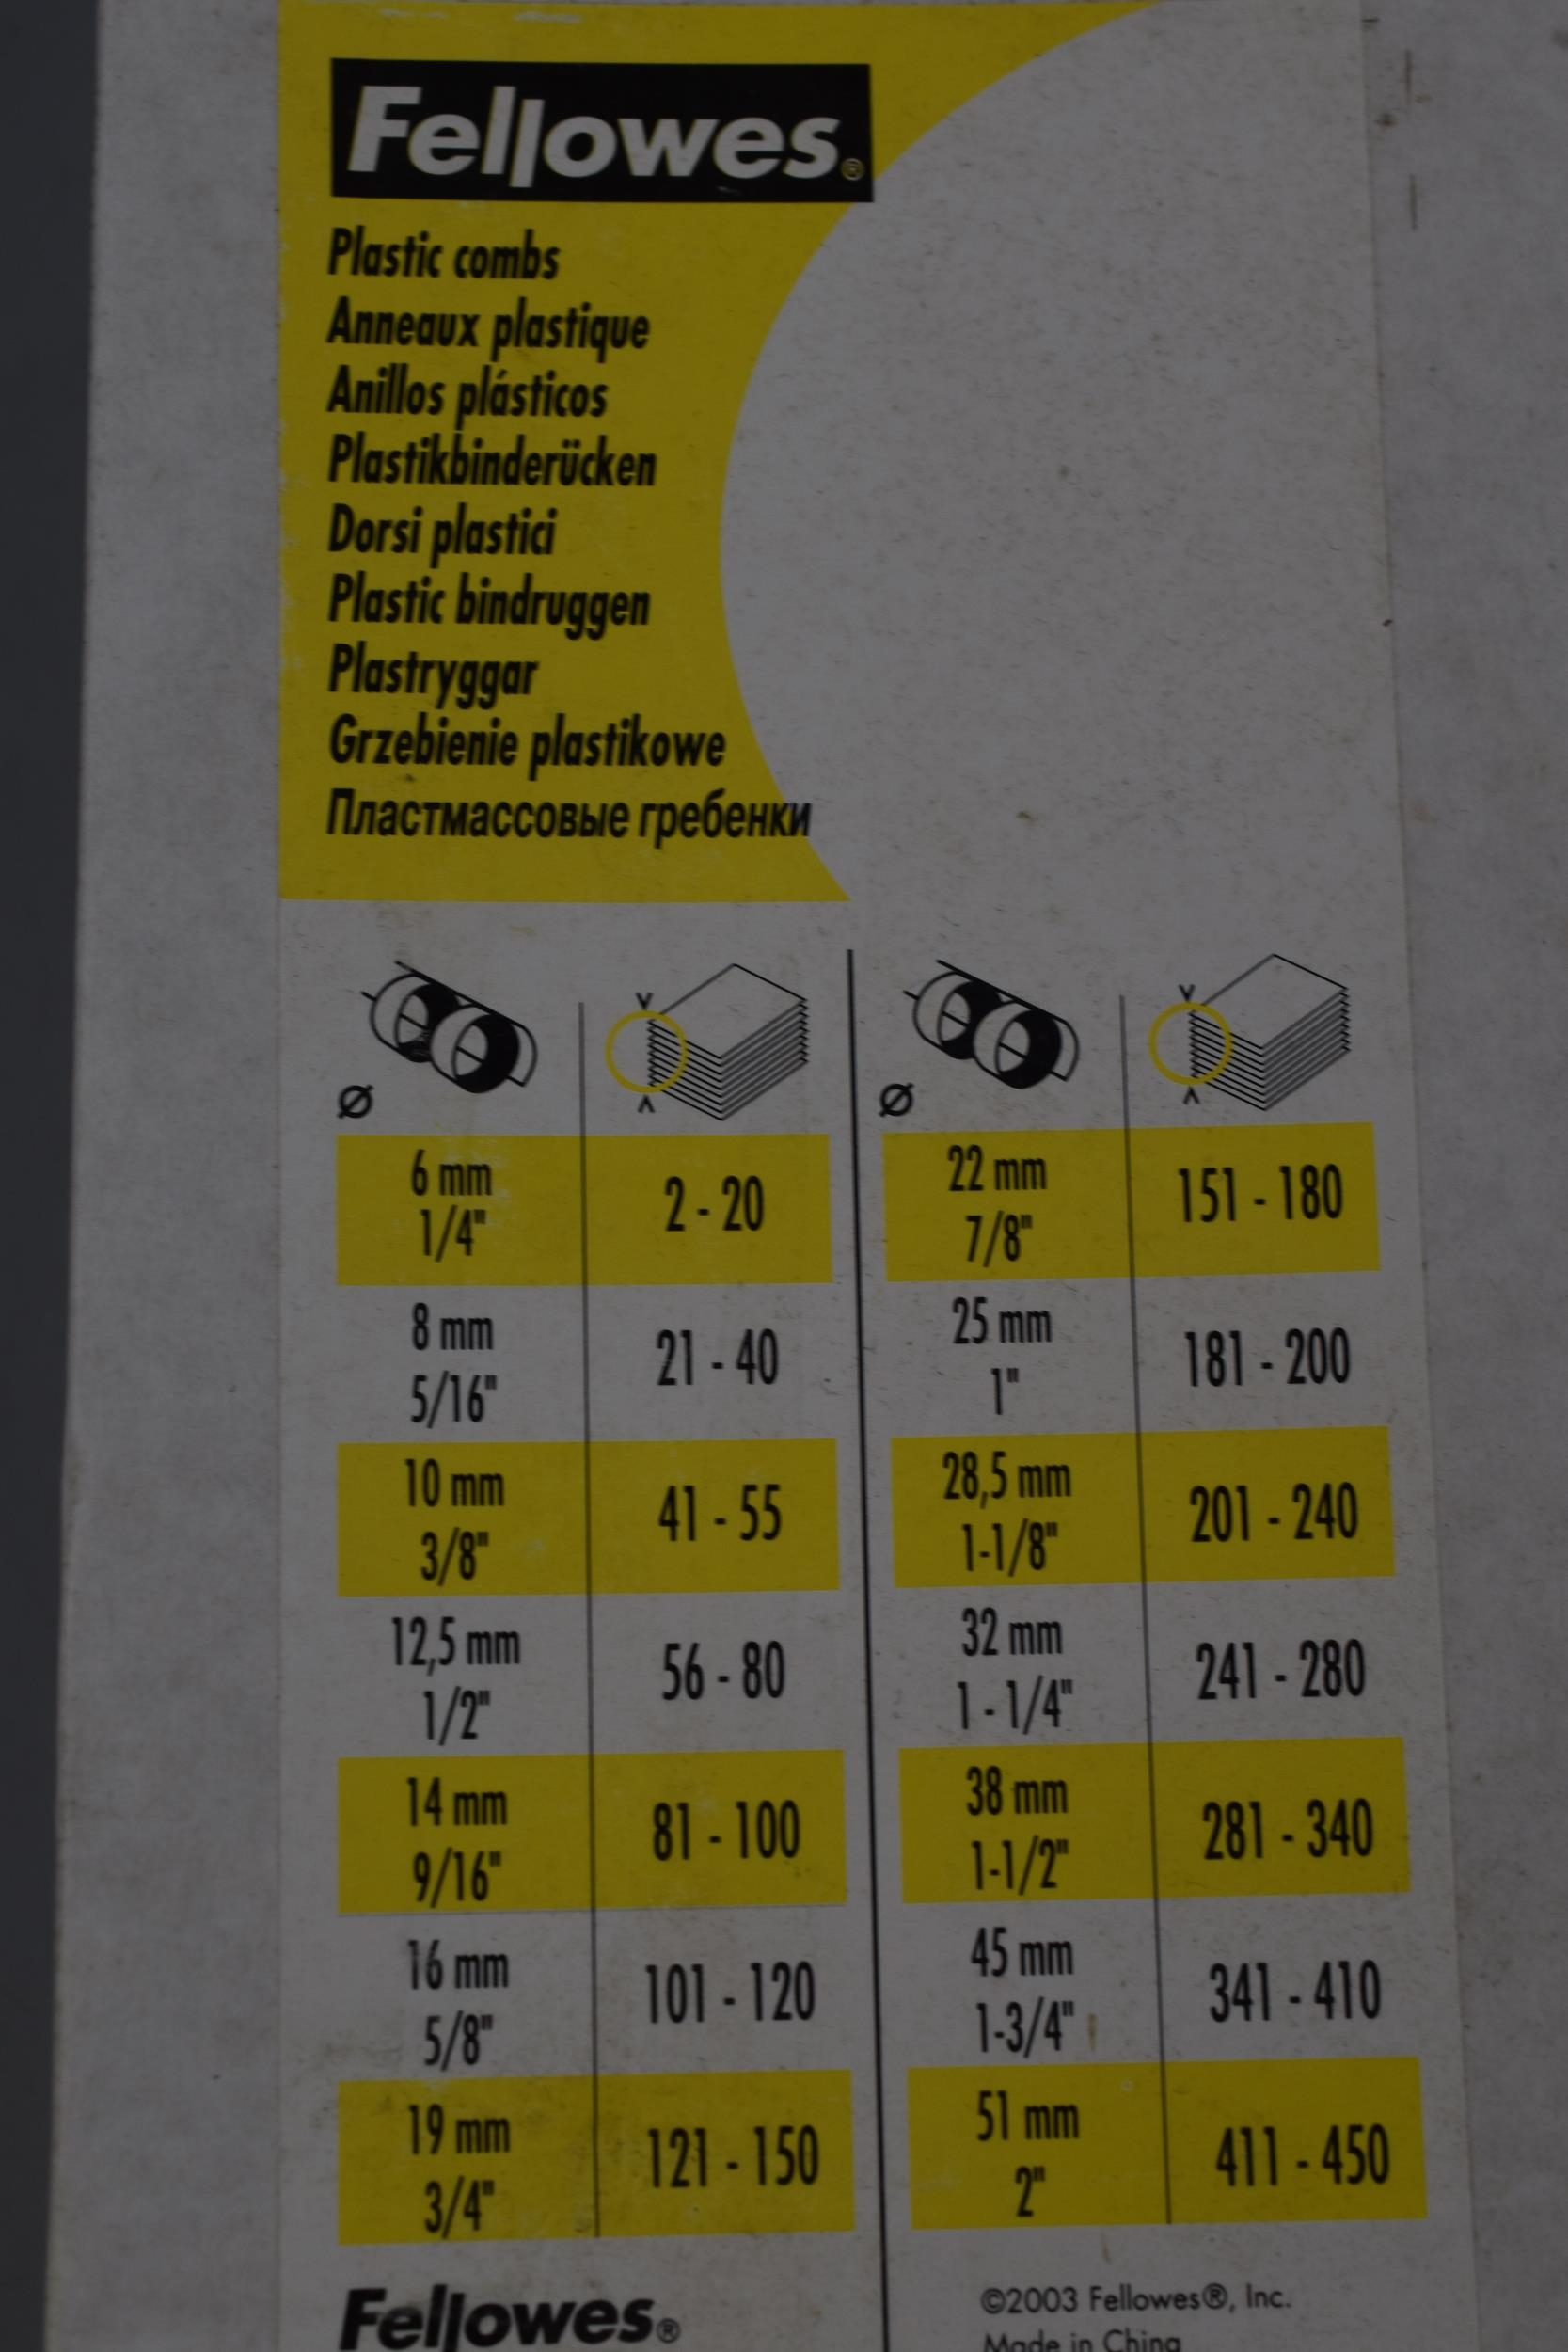 Fellowes®
Plastic combs
Anneaux plastique
Anillos plásticos
Plastikbinderücken
Dorsi plastici
Plastic bindruggen
Plastryggar
Grzebienie plastikowe
Пластмассовые гребенки
Ø
6 mm
1/4"
2 - 20
8 mm
5/16"
21 - 40
10 mm
3/8"
41 - 55
12,5 mm
1/2"
56 - 80
14 mm
9/16"
81 - 100
16 mm
5/8"
101 - 120
19 mm
3/4"
121 - 150
Ø
22 mm
7/8"
151 - 180
25 mm
1"
181 - 200
28,5 mm
1-1/8"
201 - 240
32 mm
1 - 1/4"
241 - 280
38 mm
1-1/2"
281 - 340
45 mm
1-3/4"
341 - 410
51 mm
2"
411 - 450
Fellowes®
©2003 Fellowes®, Inc.
Made in China